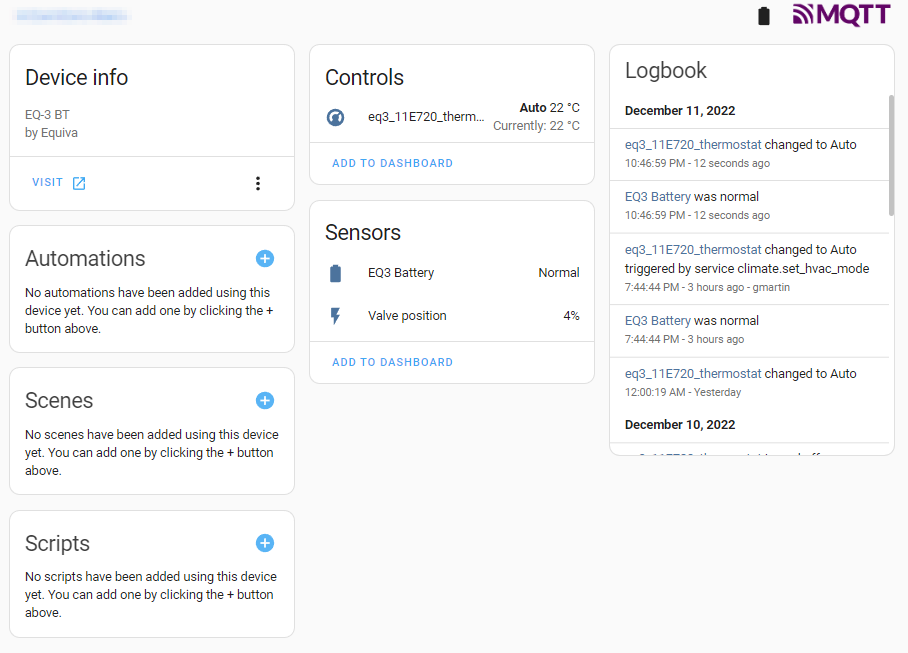 MQTT
Device info
EQ-3 BT
by Equiva
VISIT
Automations
No automations have been added using this
device yet. You can add one by clicking the +
button above.
Scenes
No scenes have been added using this device
yet. You can add one by clicking the + button
above.
Scripts
No scripts have been added using this device
yet. You can add one by clicking the + button
above.
Controls
eq3_11E720_therm... Auto 22 °C
Currently: 22 °C
ADD TO DASHBOARD
Sensors
EQ3 Battery Normal
Valve position 4%
ADD TO DASHBOARD
Logbook
December 11, 2022
eq3_11E720_thermostat changed to Auto
10:46:59 PM - 12 seconds ago
EQ3 Battery was normal
10:46:59 PM - 12 seconds ago
eq3_11E720_thermostat changed to Auto
triggered by service climate.set_hvac_mode
7:44:44 PM - 3 hours ago - gmartin
EQ3 Battery was normal
7:44:44 PM - 3 hours ago
eq3_11E720_thermostat changed to Auto
12:00:19 AM - Yesterday
December 10, 2022